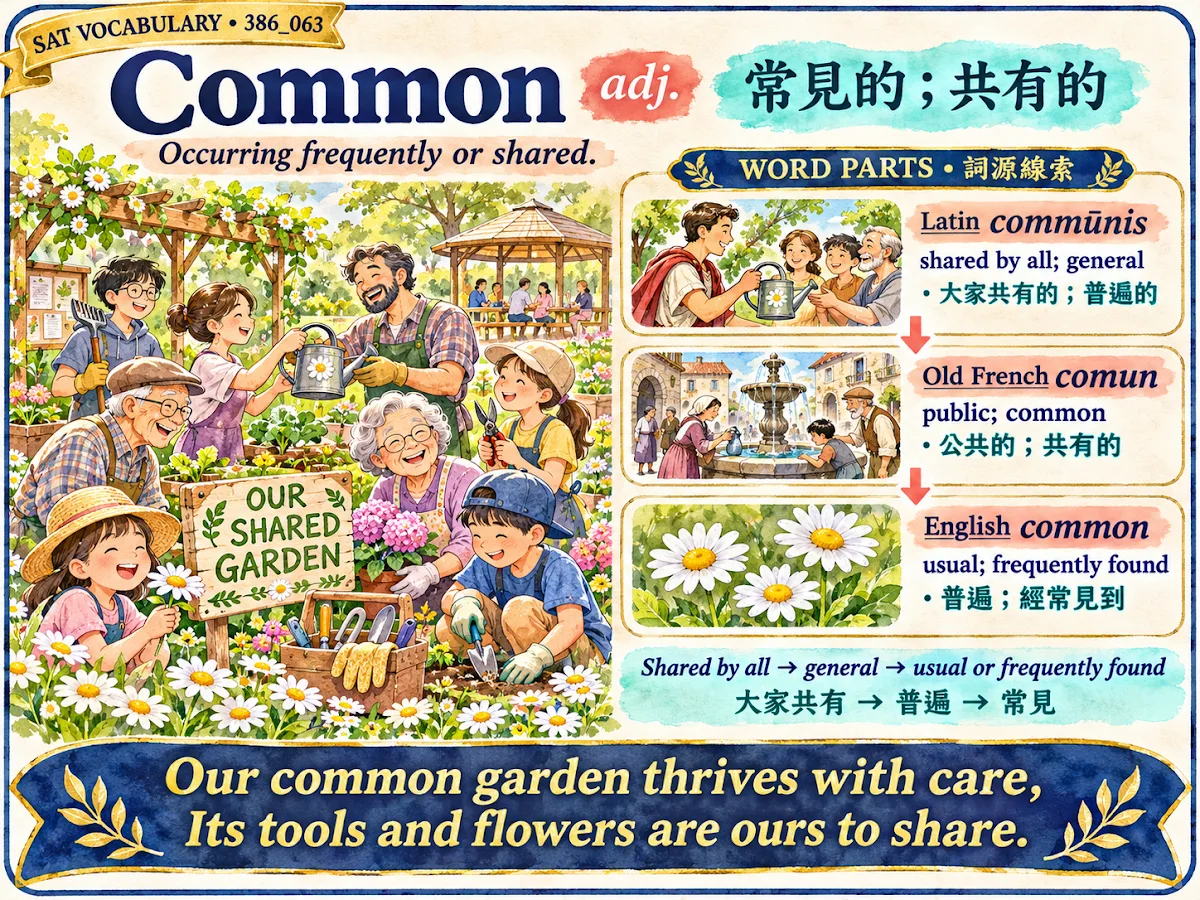 SAT VOCABULARY • 386_063
Common
adj.
常見的；共有的
Occurring frequently or shared.
OUR
SHARED
GARDEN
WORD PARTS • 詞源線索
Latin commūnis
shared by all; general
• 大家共有的；普遍的
Old French comun
public; common
• 公共的；共有的
English common
usual; frequently found
• 普遍；經常見到
Shared by all → general → usual or frequently found
大家共有 → 普遍 → 常見
Our common garden thrives with care,
Its tools and flowers are ours to share.